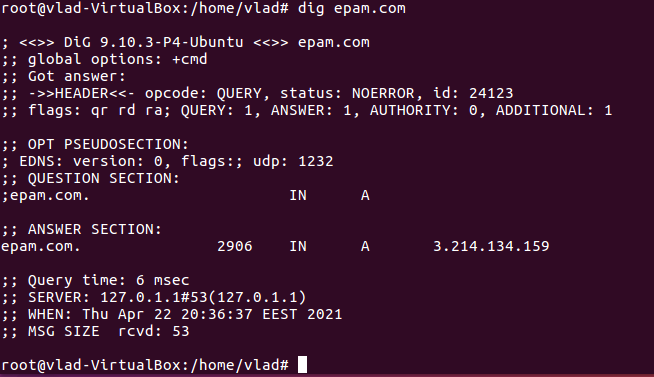 root@vlad-VirtualBox:/home/vlad# dig epam.com
; <<>> DiG 9.10.3-P4-Ubuntu <<>> epam.com
;; global options: +cmd
;; Got answer:
;; ->>HEADER<<- opcode: QUERY, status: NOERROR, id: 24123
;; flags: qr rd ra; QUERY: 1, ANSWER: 1, AUTHORITY: 0, ADDITIONAL: 1
;; OPT PSEUDOSECTION:
; EDNS: version: 0, flags:; udp: 1232
;; QUESTION SECTION:
;epam.com. IN A
;; ANSWER SECTION:
epam.com. 2906 IN A 3.214.134.159
;; Query time: 6 msec
;; SERVER: 127.0.1.1#53(127.0.1.1)
;; WHEN: Thu Apr 22 20:36:37 EEST 2021
;; MSG SIZE  rcvd: 53
root@vlad-VirtualBox:/home/vlad#